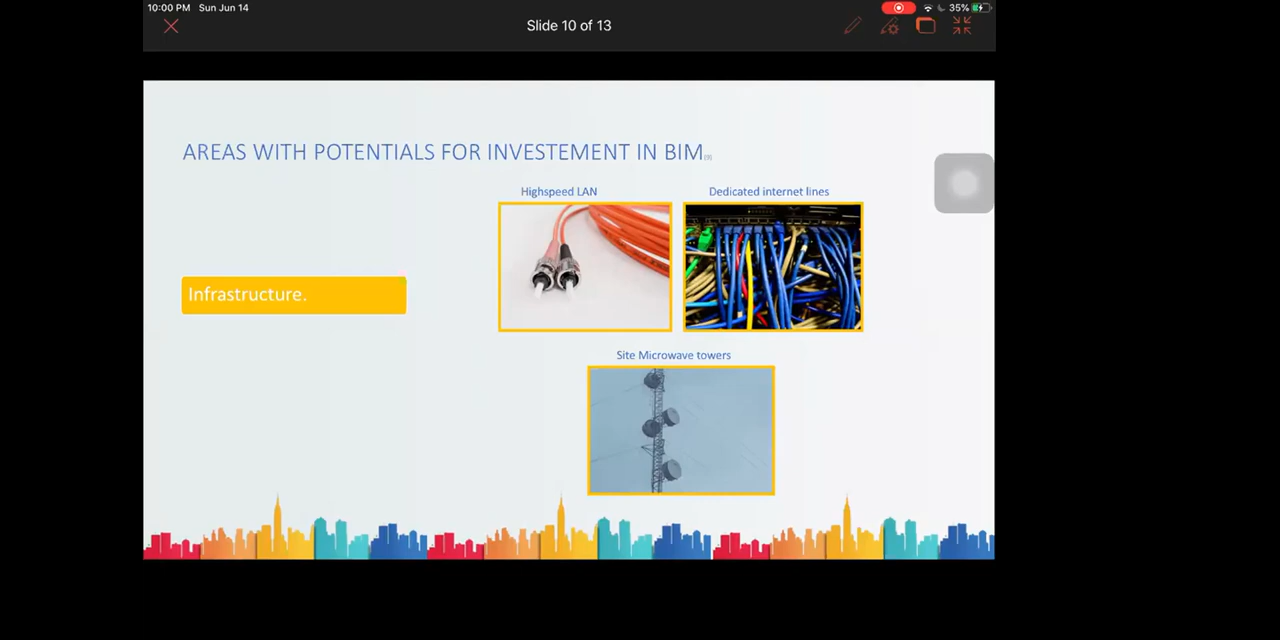 10:00 PM Sun Jun 14
35%
Slide 10 of 13
AREAS WITH POTENTIALS FOR INVESTEMENT IN BIM
Highspeed LAN
Dedicated internet lines
Infrastructure.
Site Microwave towers